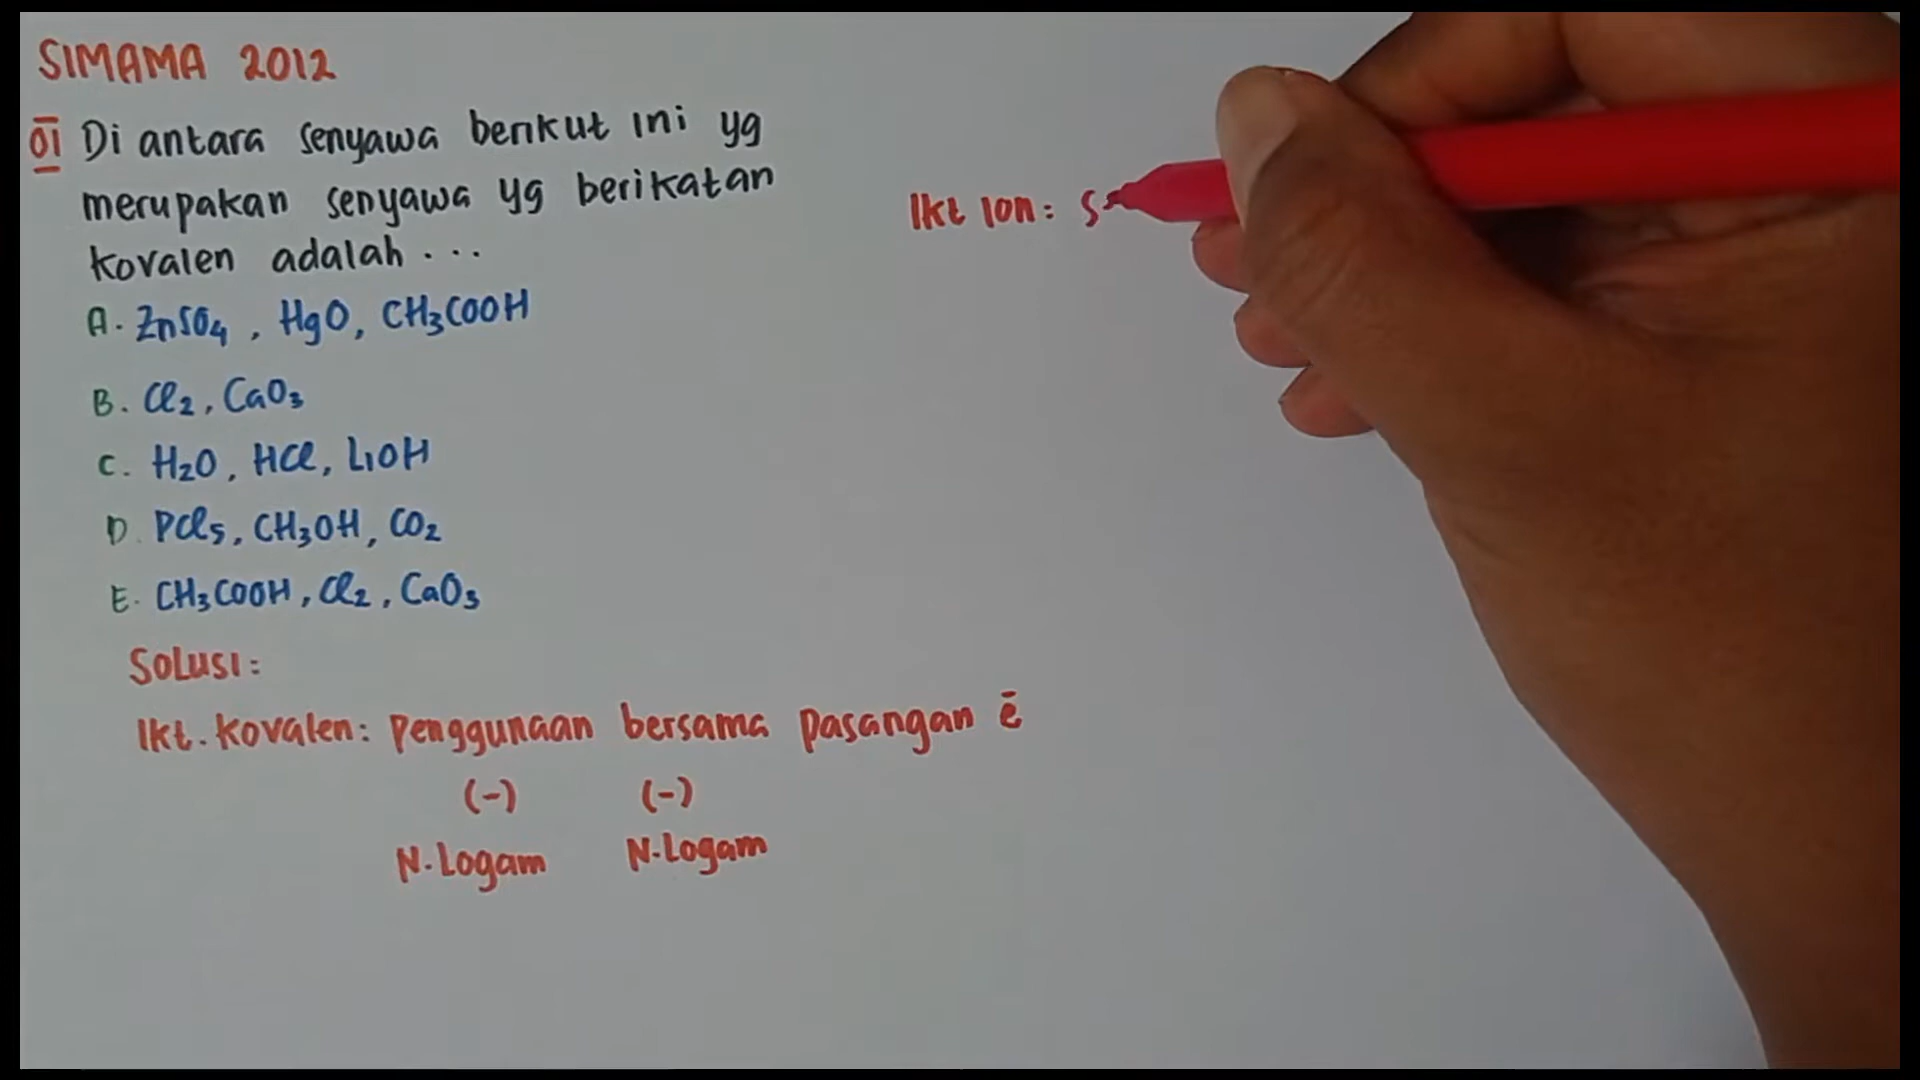 SIMAMA 2012
01 Di antara senyawa berikut ini yg
merupakan senyawa yg berikatan
kovalen adalah ...
A. ZnSO4, HgO, CH3COOH
B. Cl2, CaO3
C. H2O, HCl, LiOH
D. PCl5, CH3OH, CO2
E. CH3COOH, Cl2, CaO3
SOLUSI:
Ikt. kovalen: Penggunaan bersama pasangan ē
(-) (-)
N.Logam N.Logam
Ikt Ion: S